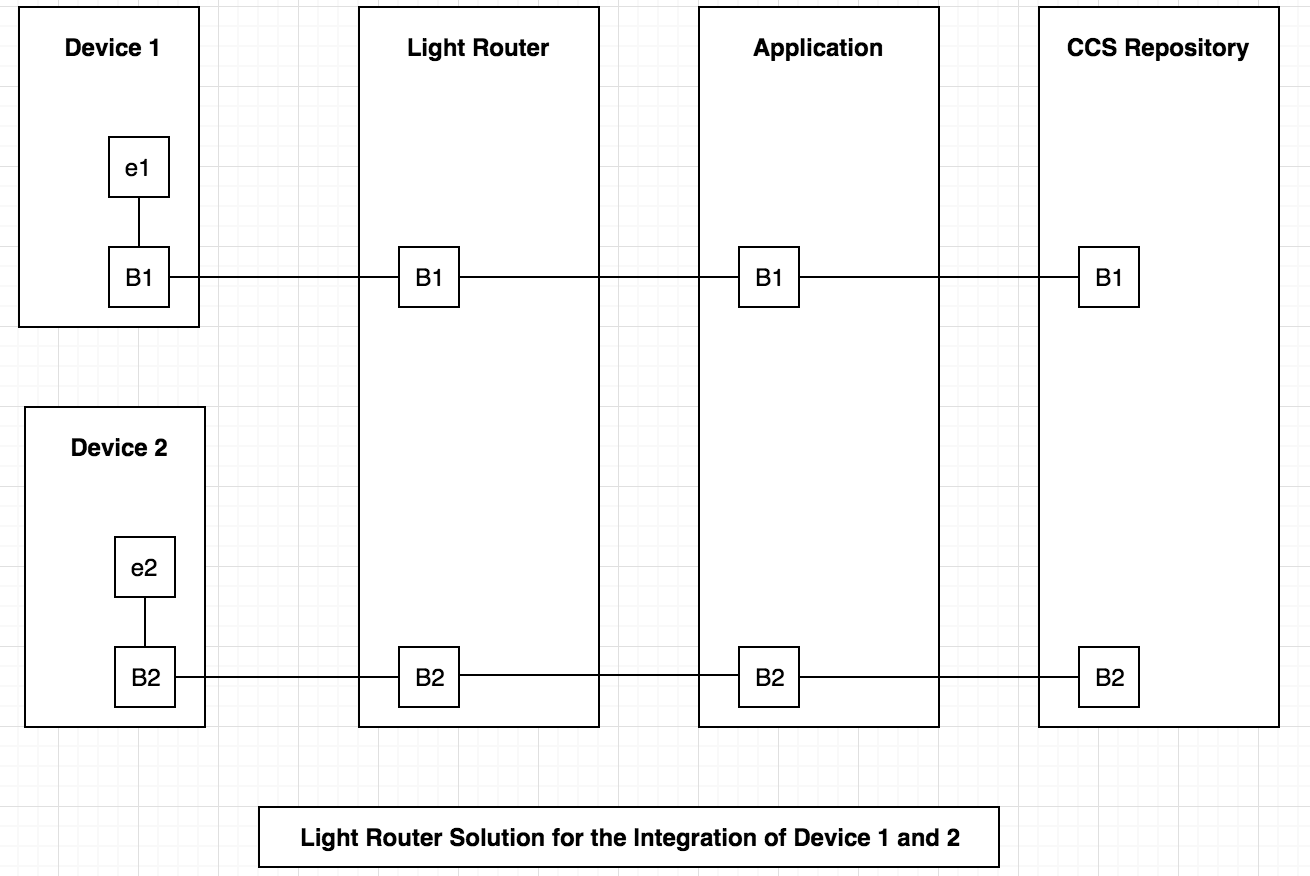 Device 1
Light Router
Application
CCS Repository
e1
B1
B1
B1
B1
Device 2
e2
B2
B2
B2
B2
Light Router Solution for the Integration of Device 1 and 2